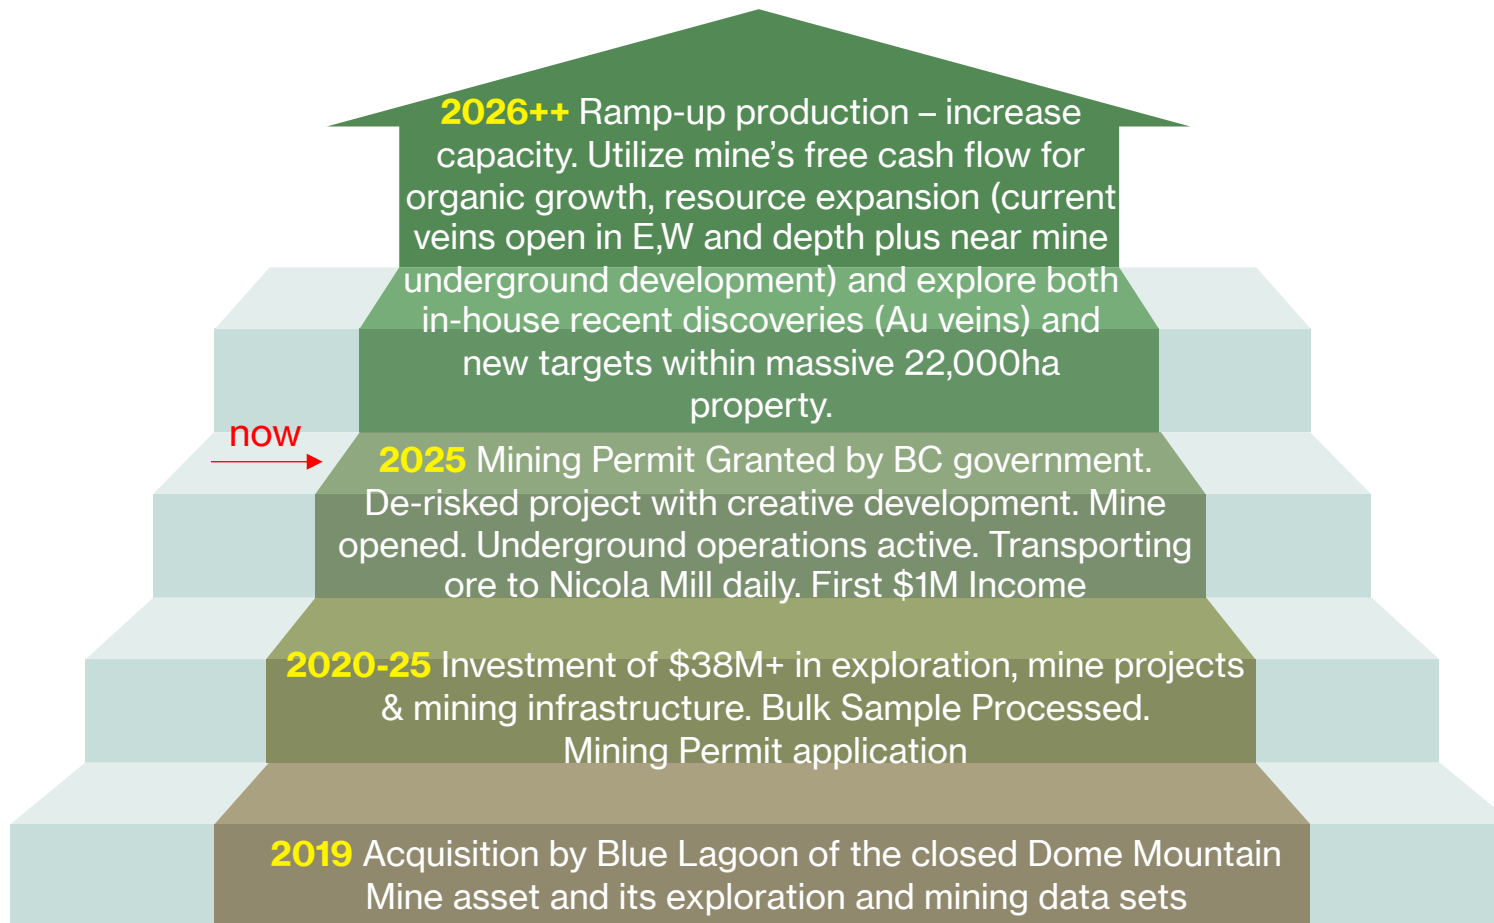 2026++ Ramp-up production – increase
capacity. Utilize mine's free cash flow for
organic growth, resource expansion (current
veins open in E,W and depth plus near mine
underground development) and explore both
in-house recent discoveries (Au veins) and
new targets within massive 22,000ha
property.
now
2025 Mining Permit Granted by BC government.
De-risked project with creative development. Mine
opened. Underground operations active. Transporting
ore to Nicola Mill daily. First $1M Income
2020-25 Investment of $38M+ in exploration, mine projects
& mining infrastructure. Bulk Sample Processed.
Mining Permit application
2019 Acquisition by Blue Lagoon of the closed Dome Mountain
Mine asset and its exploration and mining data sets